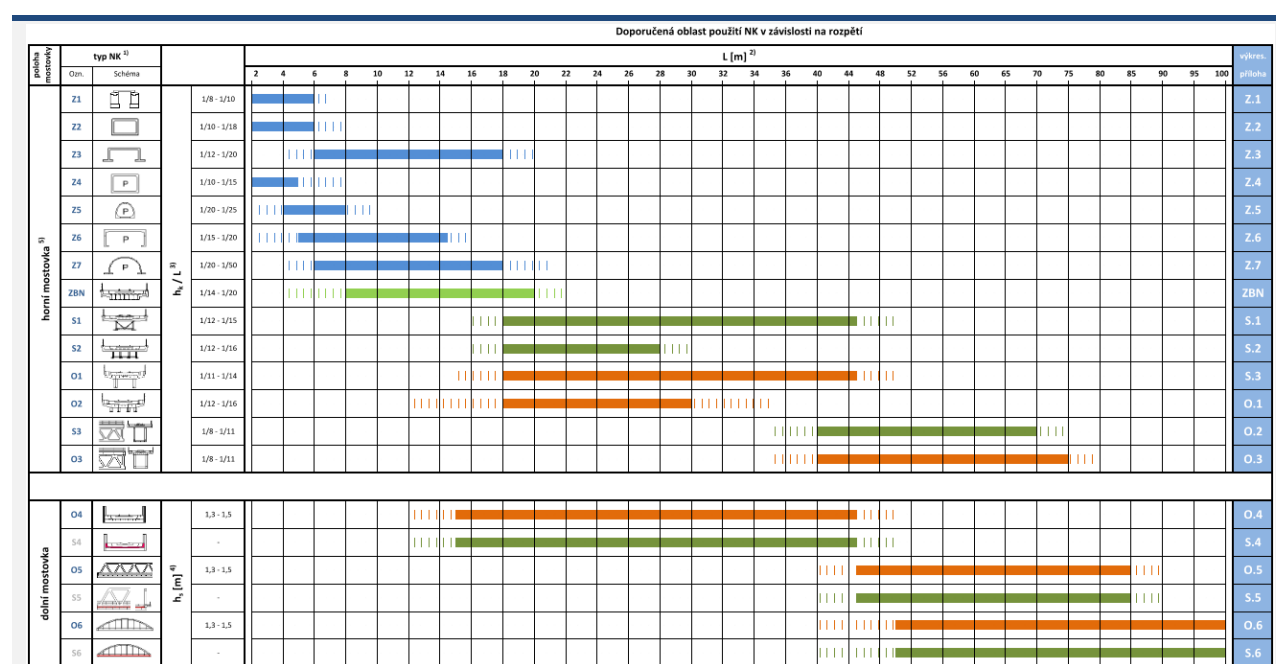 Doporučená oblast použití NK v závislosti na rozpětí
poloha mostovky
typ NK 1)
L [m] 2)
výkres.
Ozn. Schéma
2 4 6 8 10 12 14 16 18 20 22 24 26 28 30 32 34 36 40 44 48 52 56 60 65 70 75 80 85 90 95 100
příloha
horní mostovka 5)
hk / L 3)
Z1 1/8 - 1/10 Z.1
Z2 1/10 - 1/18 Z.2
Z3 1/12 - 1/20 Z.3
Z4 P 1/10 - 1/15 Z.4
Z5 P 1/20 - 1/25 Z.5
Z6 P 1/15 - 1/20 Z.6
Z7 P 1/20 - 1/50 Z.7
ZBN 1/14 - 1/20 ZBN
S1 1/12 - 1/15 S.1
S2 1/12 - 1/16 S.2
O1 1/11 - 1/14 S.3
O2 1/12 - 1/16 O.1
S3 1/8 - 1/11 O.2
O3 1/8 - 1/11 O.3
dolní mostovka
hs [m] 4)
O4 1,3 - 1,5 O.4
S4 - S.4
O5 1,3 - 1,5 O.5
S5 - S.5
O6 1,3 - 1,5 O.6
S6 - S.6